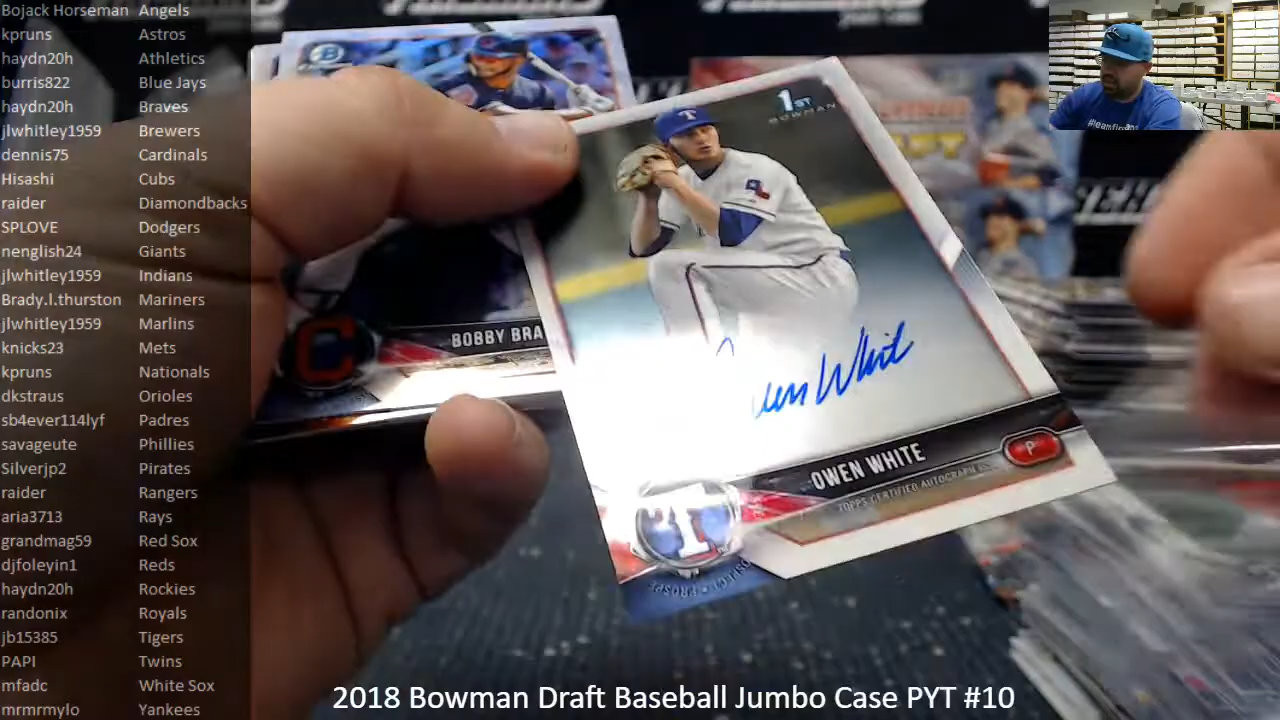 Bojack Horseman Angels
kpruns Astros
haydn20h Athletics
burris822 Blue Jays
haydn20h Braves
jlwhitley1959 Brewers
dennis75 Cardinals
Hisashi Cubs
raider Diamondbacks
SPLOVE Dodgers
nenglish24 Giants
jlwhitley1959 Indians
Brady.l.thurston Mariners
jlwhitley1959 Marlins
knicks23 Mets
kpruns Nationals
dkstraus Orioles
sb4ever114lyf Padres
savageute Phillies
Silverjp2 Pirates
raider Rangers
aria3713 Rays
grandmag59 Red Sox
djfoleyin1 Reds
haydn20h Rockies
randonix Royals
jb15385 Tigers
PAPI Twins
mfadc White Sox
mrmrmylo Yankees
1ST
BOWMAN
T
C
BOBBY BRA
Owen White
OWEN WHITE
P
TOPPS CERTIFIED AUTOGRAPH
T
2018 Bowman Draft Baseball Jumbo Case PYT #10